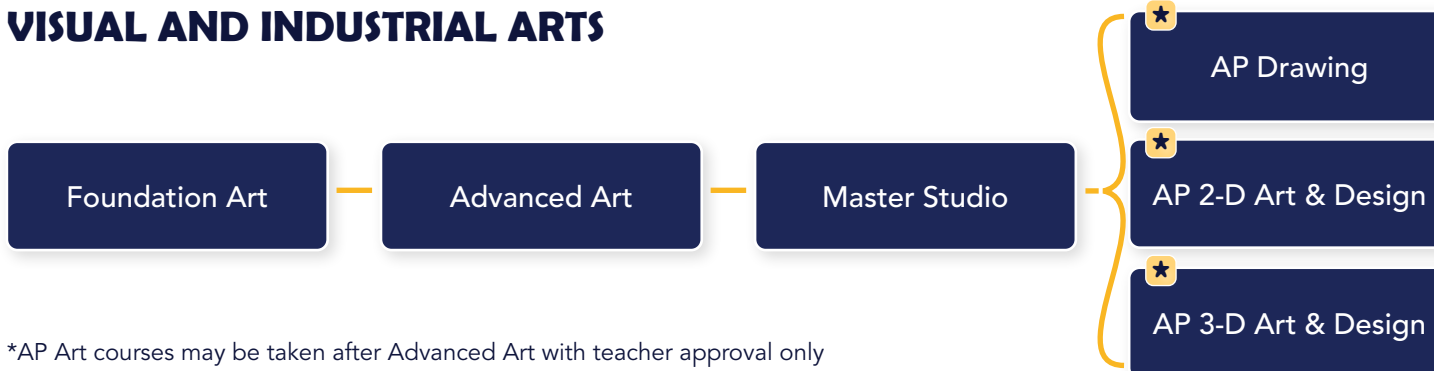 VISUAL AND INDUSTRIAL ARTS
Foundation Art
Advanced Art
Master Studio
AP Drawing
AP 2-D Art & Design
AP 3-D Art & Design
*AP Art courses may be taken after Advanced Art with teacher approval only